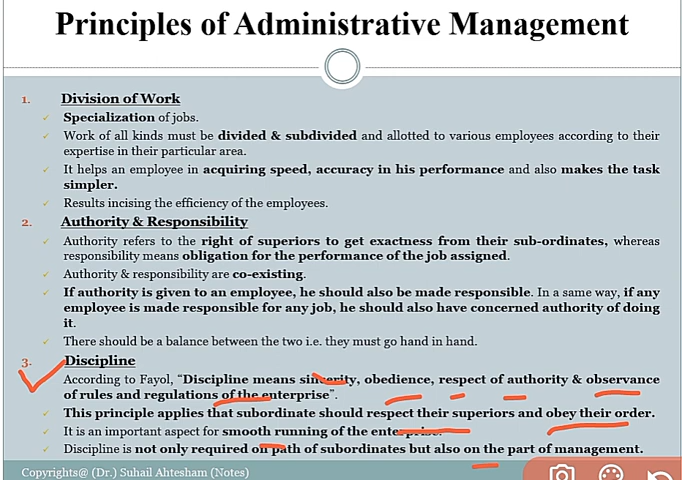 Principles of Administrative Management
1. Division of Work
✓ Specialization of jobs.
✓ Work of all kinds must be divided & subdivided and allotted to various employees according to their
expertise in their particular area.
✓ It helps an employee in acquiring speed, accuracy in his performance and also makes the task
simpler.
✓ Results incising the efficiency of the employees.
2. Authority & Responsibility
✓ Authority refers to the right of superiors to get exactness from their sub-ordinates, whereas
responsibility means obligation for the performance of the job assigned.
✓ Authority & responsibility are co-existing.
✓ If authority is given to an employee, he should also be made responsible. In a same way, if any
employee is made responsible for any job, he should also have concerned authority of doing
it.
✓ There should be a balance between the two i.e. they must go hand in hand.
3. Discipline
According to Fayol, “Discipline means sincerity, obedience, respect of authority & observance
of rules and regulations of the enterprise”.
✓ This principle applies that subordinate should respect their superiors and obey their order.
✓ It is an important aspect for smooth running of the enterprise.
✓ Discipline is not only required on path of subordinates but also on the part of management.
Copyrights@ (Dr.) Suhail Ahtesham (Notes)